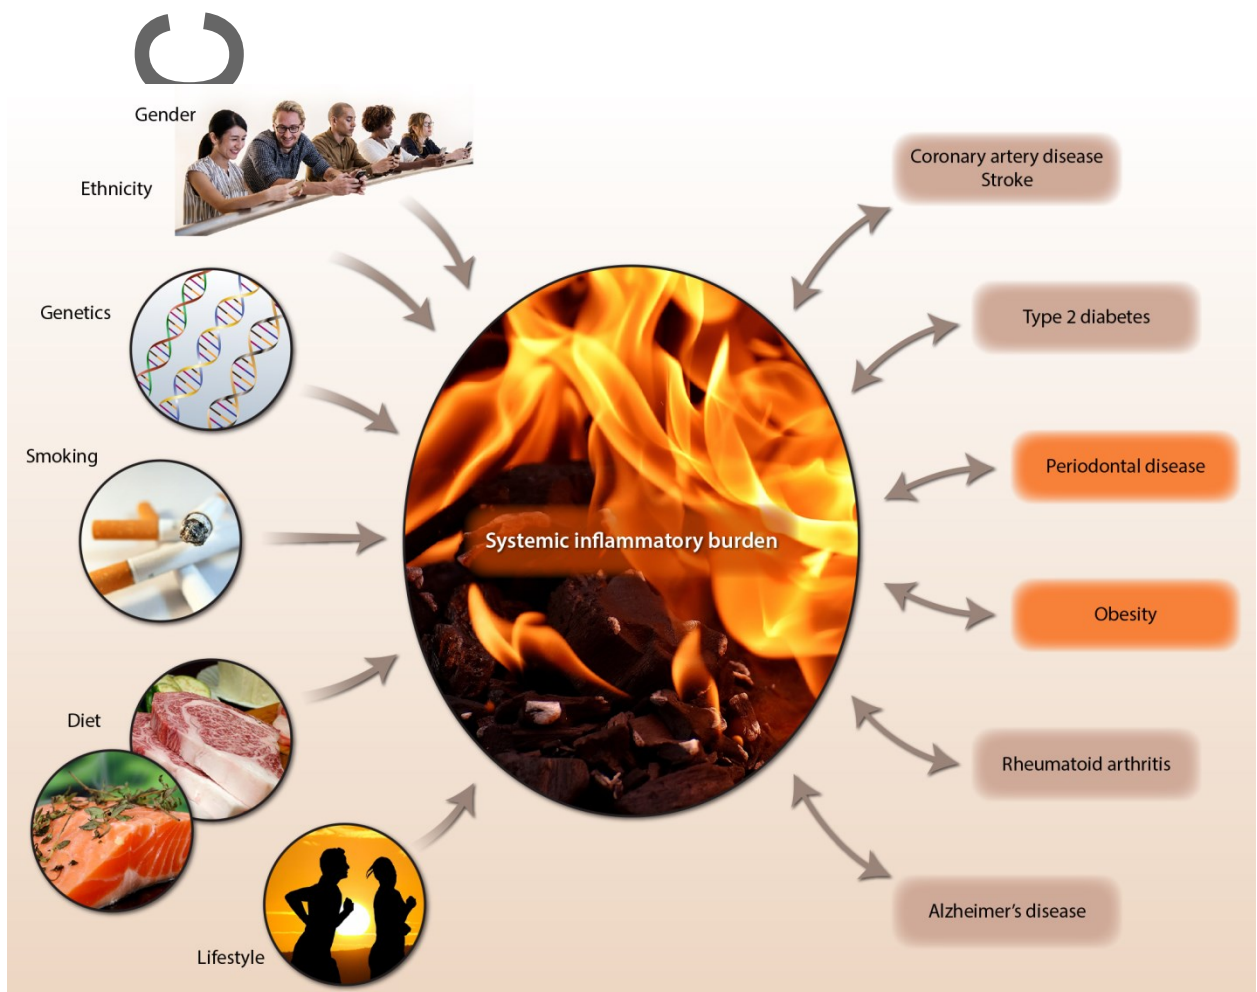 Gender
Ethnicity
Genetics
Smoking
Diet
Lifestyle
Systemic inflammatory burden
Coronary artery disease
Stroke
Type 2 diabetes
Periodontal disease
Obesity
Rheumatoid arthritis
Alzheimer’s disease